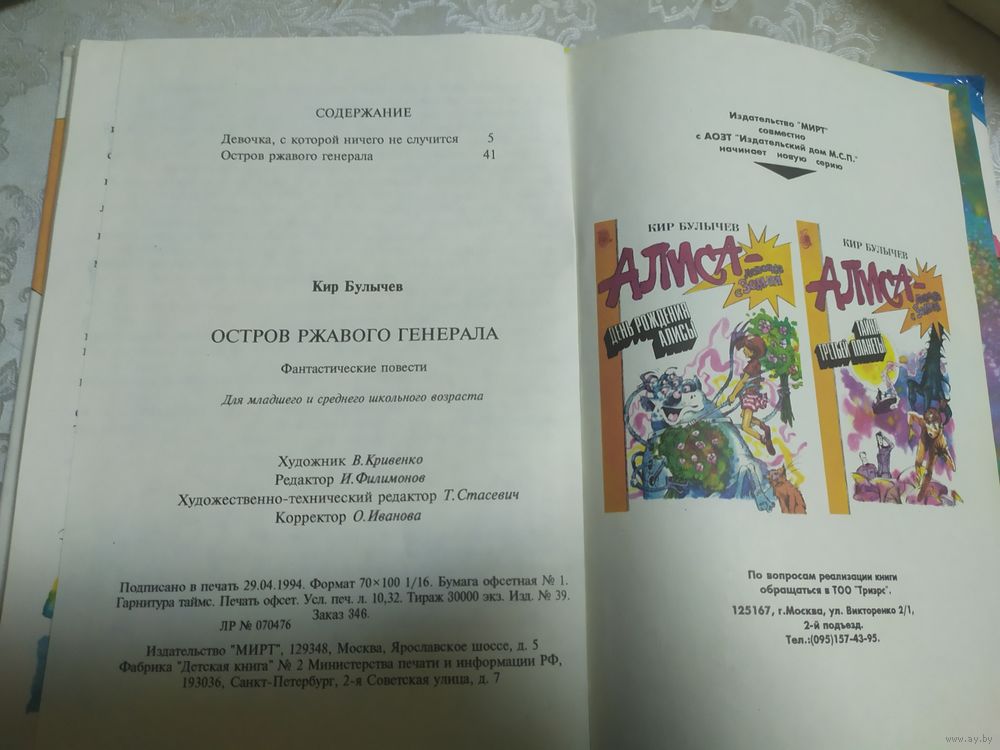 СОДЕРЖАНИЕ
Девочка, с которой ничего не случится 5
Остров ржавого генерала 41
Кир Булычев
ОСТРОВ РЖАВОГО ГЕНЕРАЛА
Фантастические повести
Для младшего и среднего школьного возраста
Художник В.Кривенко
Редактор И.Филимонов
Художественно-технический редактор Т.Стасевич
Корректор О.Иванова
Подписано в печать 29.04.1994. Формат 70×100 1/16. Бумага офсетная № 1.
Гарнитура таймс. Печать офсет. Усл. печ. л. 10,32. Тираж 30000 экз. Изд. № 39.
Заказ 346.
ЛР № 070476
Издательство "МИРТ", 129348, Москва, Ярославское шоссе, д. 5
Фабрика "Детская книга" № 2 Министерства печати и информации РФ,
193036, Санкт-Петербург, 2-я Советская улица, д. 7
Издательство "МИРТ"
совместно
с АОЗТ "Издательский дом М.С.П."
начинает новую серию
КИР БУЛЫЧЕВ
АЛИСА-
девочка
с Земли
ДЕНЬ РОЖДЕНИЯ
АЛИСЫ
КИР БУЛЫЧЕВ
АЛИСА-
ТАЙНА
ТРЕТЬЕЙ ПЛАНЕТЫ
По вопросам реализации книги
обращаться в ТОО "Триэрс".
125167, г.Москва, ул. Викторенко 2/1,
2-й подъезд.
Тел.:(095)157-43-95.
www.ay.by